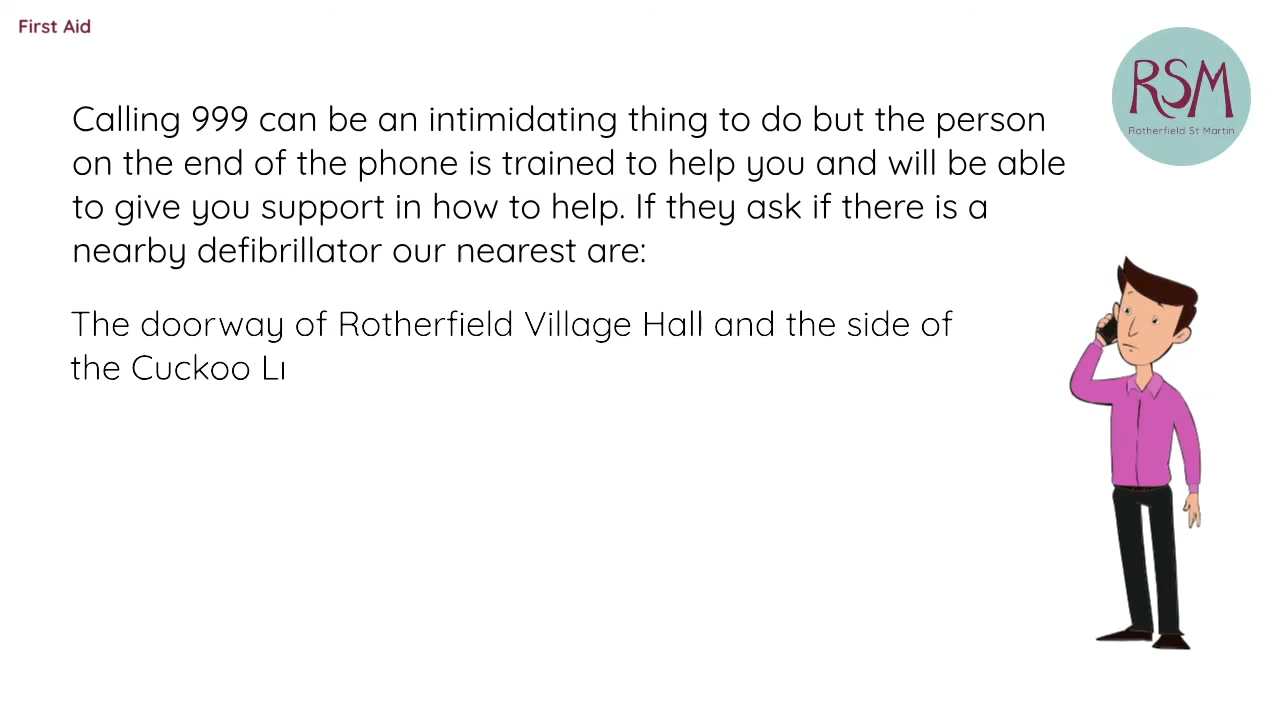 First Aid
RSM
Rotherfield St Martin
Calling 999 can be an intimidating thing to do but the person
on the end of the phone is trained to help you and will be able
to give you support in how to help. If they ask if there is a
nearby defibrillator our nearest are:
The doorway of Rotherfield Village Hall and the side of
the Cuckoo